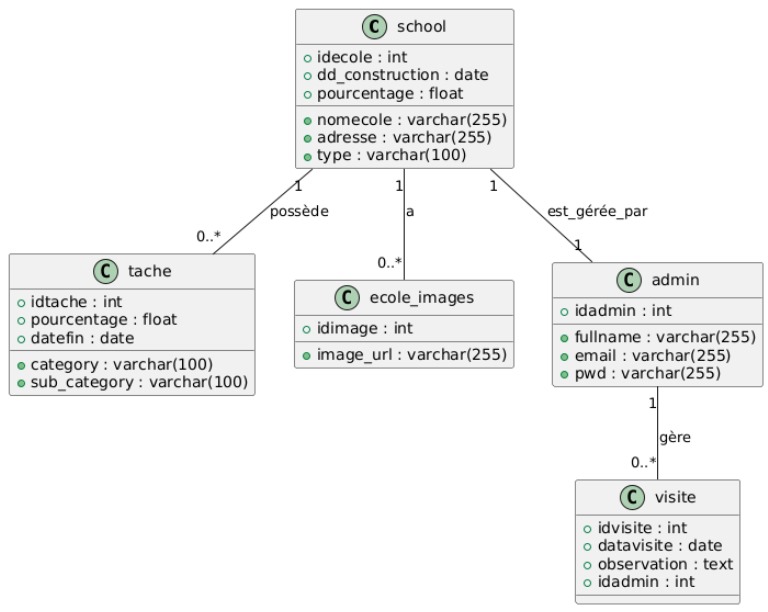 C school
idecole : int
dd_construction : date
pourcentage : float
nomecole : varchar(255)
adresse : varchar(255)
type : varchar(100)
1
1
1
possède
a
est_gérée_par
0..*
0..*
1
C tache
idtache : int
pourcentage : float
datefin : date
category : varchar(100)
sub_category : varchar(100)
C ecole_images
idimage : int
image_url : varchar(255)
C admin
idadmin : int
fullname : varchar(255)
email : varchar(255)
pwd : varchar(255)
1
gère
0..*
C visite
idvisite : int
datavisite : date
observation : text
idadmin : int